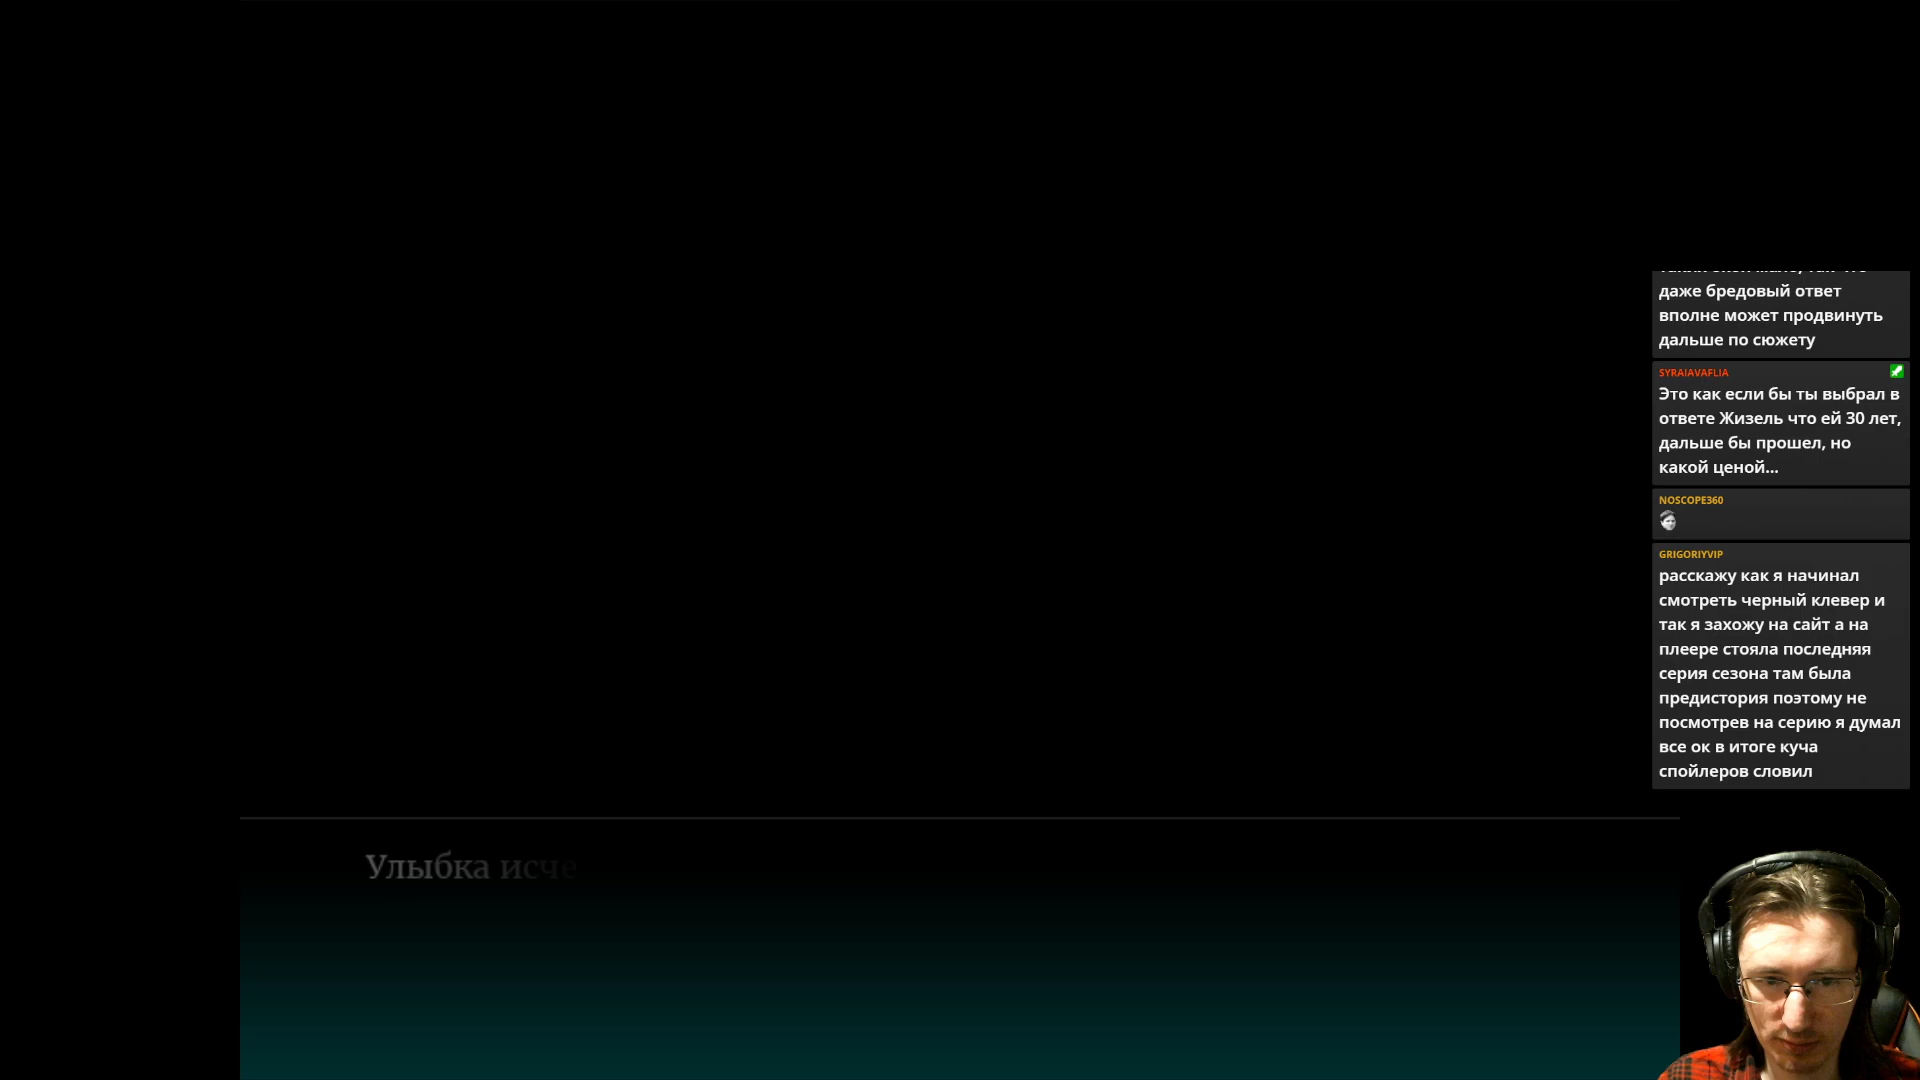 даже бредовый ответ
вполне может продвинуть
дальше по сюжету
SYRAIAVAFLIA
Это как если бы ты выбрал в
ответе Жизель что ей 30 лет,
дальше бы прошел, но
какой ценой...
NOSCOPE360
GRIGORIYVIP
расскажу как я начинал
смотреть черный клевер и
так я захожу на сайт а на
плеере стояла последняя
серия сезона там была
предистория поэтому не
посмотрев на серию я думал
все ок в итоге куча
спойлеров словил
Улыбка исче